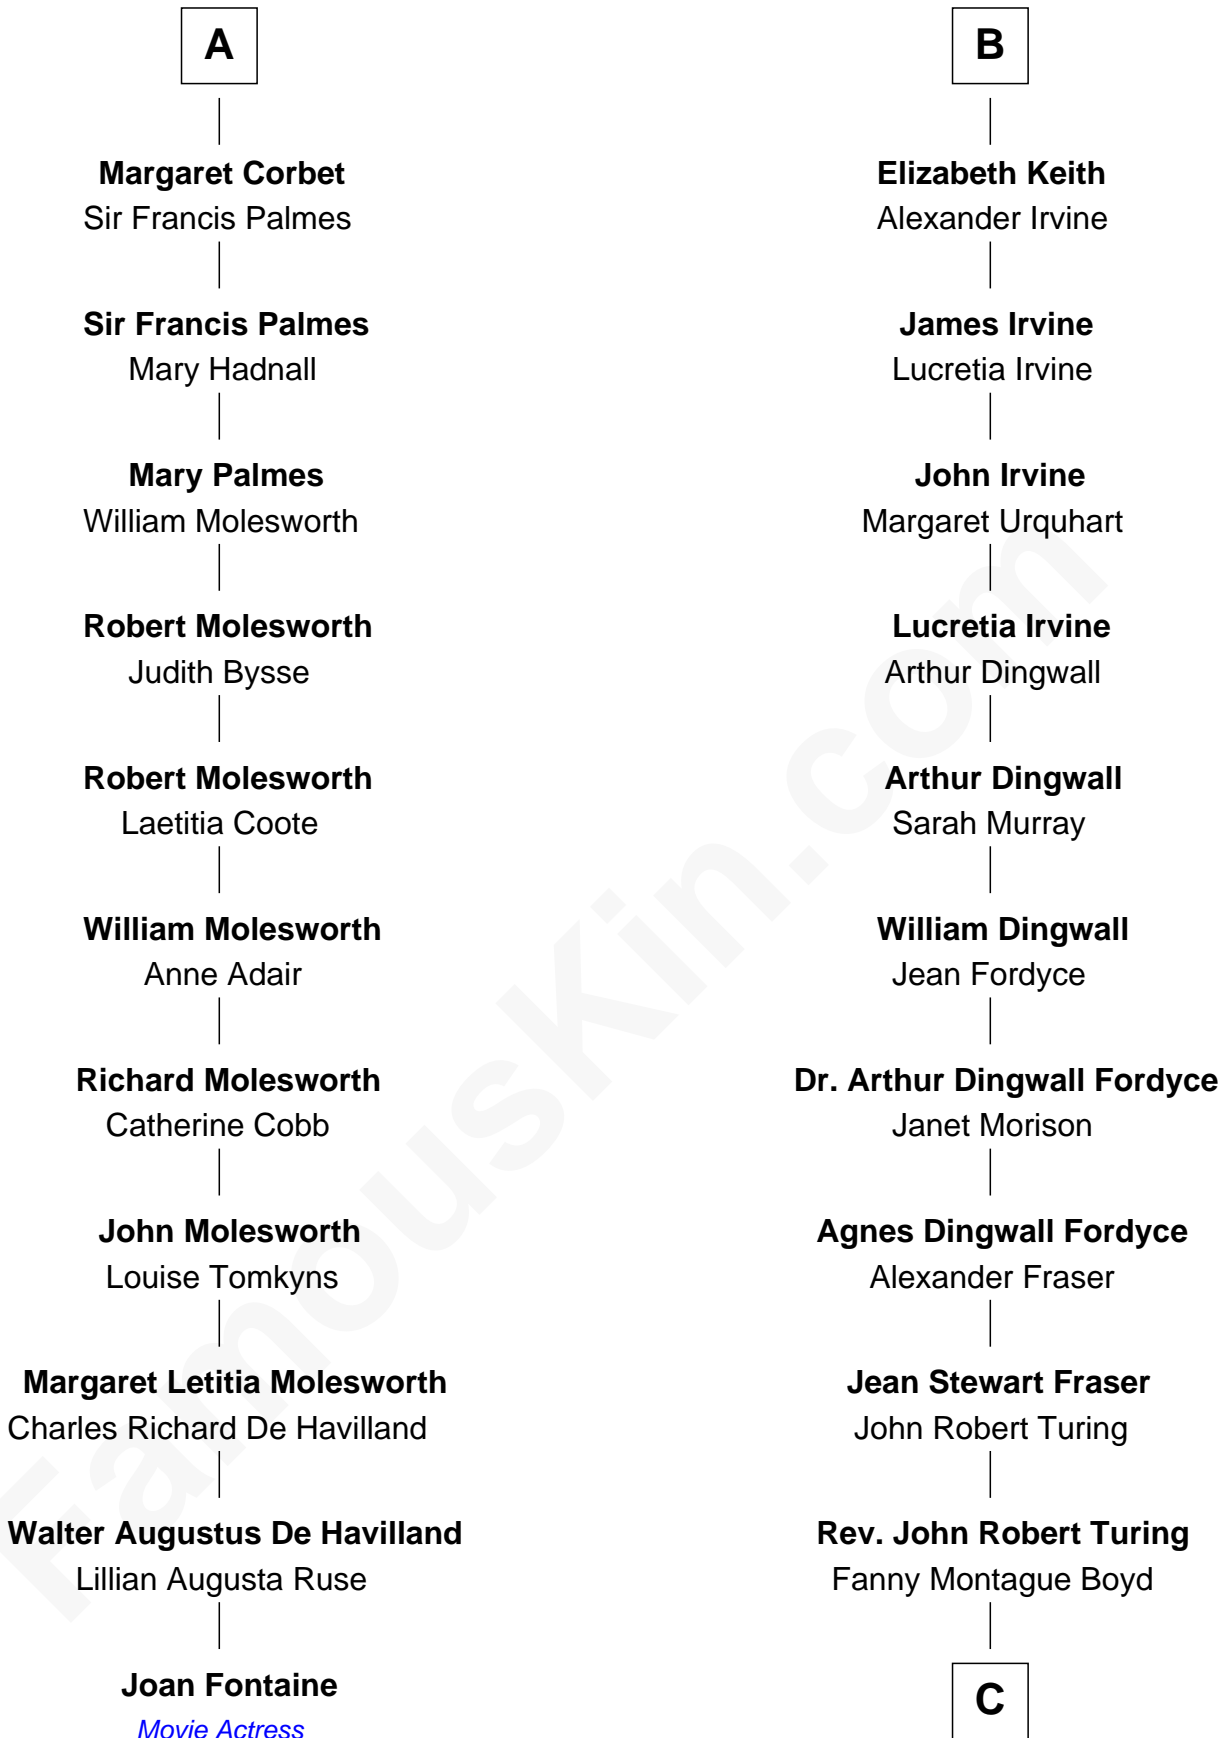 A
Margaret Corbet
Sir Francis Palmes
Sir Francis Palmes
Mary Hadnall
Mary Palmes
William Molesworth
Robert Molesworth
Judith Bysse
Robert Molesworth
Laetitia Coote
William Molesworth
Anne Adair
Richard Molesworth
Catherine Cobb
John Molesworth
Louise Tomkyns
Margaret Letitia Molesworth
Charles Richard De Havilland
Walter Augustus De Havilland
Lillian Augusta Ruse
Joan Fontaine
Movie Actress
B
Elizabeth Keith
Alexander Irvine
James Irvine
Lucretia Irvine
John Irvine
Margaret Urquhart
Lucretia Irvine
Arthur Dingwall
Arthur Dingwall
Sarah Murray
William Dingwall
Jean Fordyce
Dr. Arthur Dingwall Fordyce
Janet Morison
Agnes Dingwall Fordyce
Alexander Fraser
Jean Stewart Fraser
John Robert Turing
Rev. John Robert Turing
Fanny Montague Boyd
C
FamousKin.com